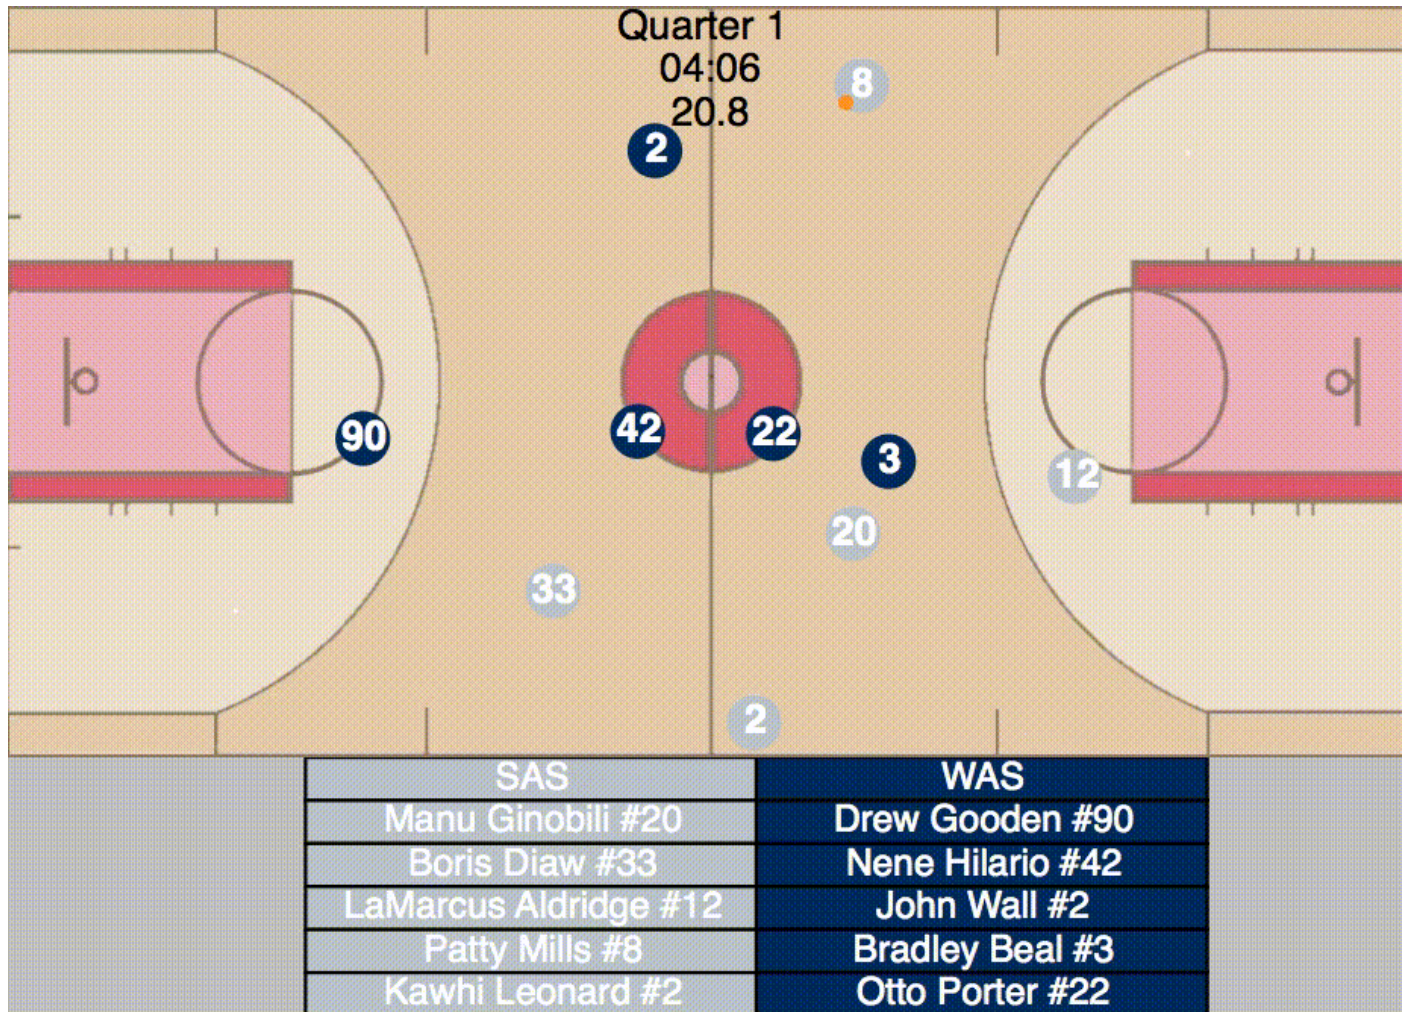 Quarter 1
04:06
20.8
8
2
90
42
22
3
12
20
33
2
SAS WAS
Manu Ginobili #20 Drew Gooden #90
Boris Diaw #33 Nene Hilario #42
LaMarcus Aldridge #12 John Wall #2
Patty Mills #8 Bradley Beal #3
Kawhi Leonard #2 Otto Porter #22